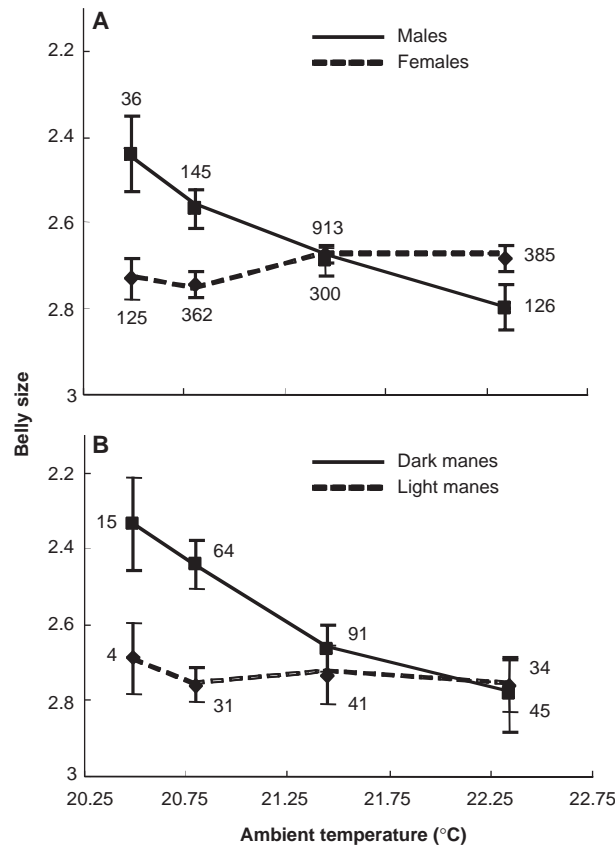 A
Males
Females
2.2
2.4
2.6
2.8
3
36
145
913
300
385
126
125
362
Belly size
B
Dark manes
Light manes
2.2
2.4
2.6
2.8
3
15
64
91
34
4
31
41
45
20.25 20.75 21.25 21.75 22.25 22.75
Ambient temperature (°C)